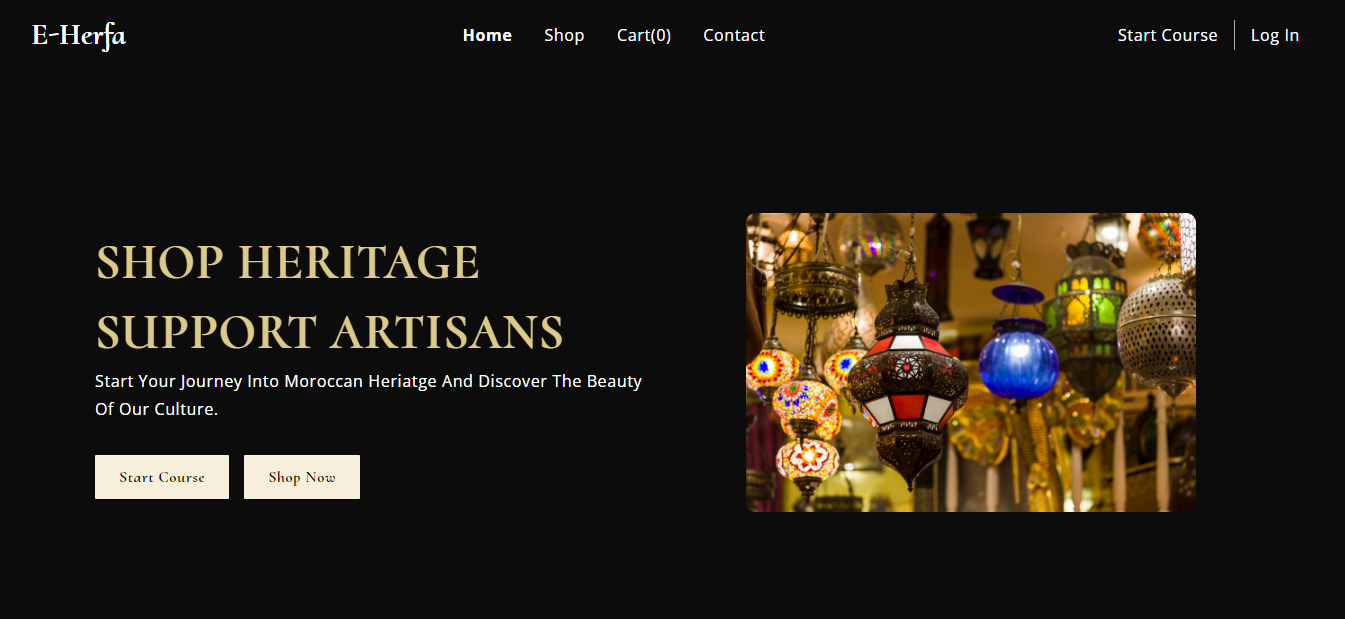 E-Herfa
Home Shop Cart(0) Contact
Start Course Log In
SHOP HERITAGE
SUPPORT ARTISANS
Start Your Journey Into Moroccan Heriatge And Discover The Beauty
Of Our Culture.
Start Course
Shop Now